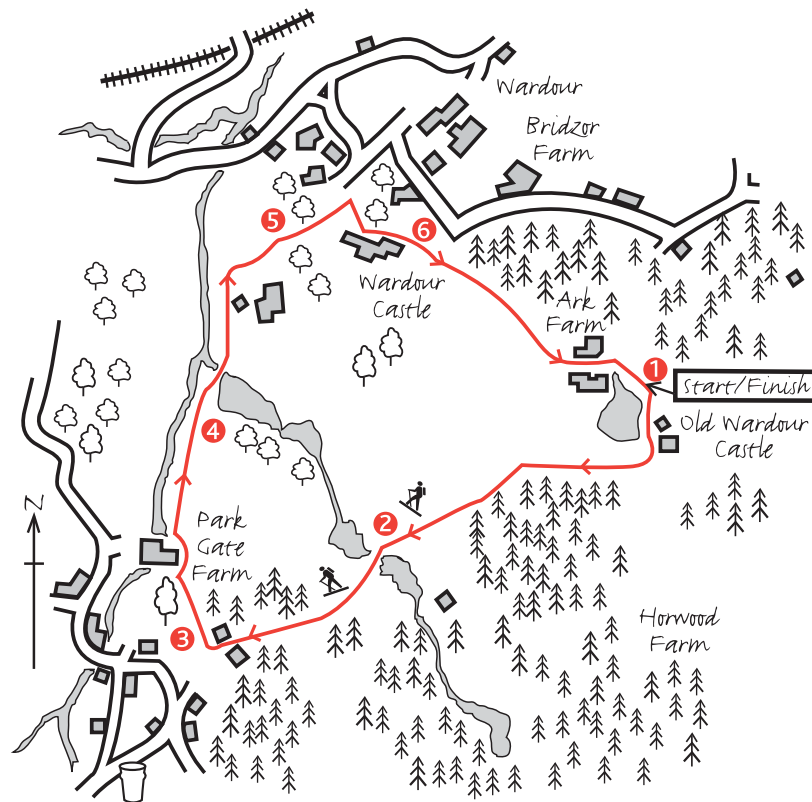 Wardour
Bridzor
Farm
5
6
Wardour
Castle
Ark
Farm
1
Start/Finish
Old Wardour
Castle
4
2
Park
Gate
Farm
N
3
Horwood
Farm